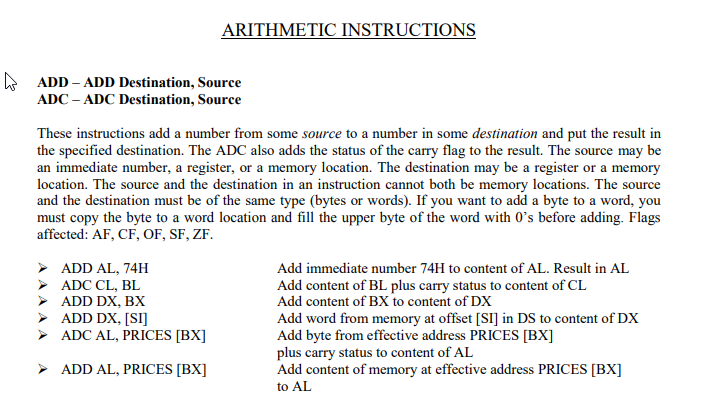 ARITHMETIC INSTRUCTIONS
ADD – ADD Destination, Source
ADC – ADC Destination, Source
These instructions add a number from some source to a number in some destination and put the result in
the specified destination. The ADC also adds the status of the carry flag to the result. The source may be
an immediate number, a register, or a memory location. The destination may be a register or a memory
location. The source and the destination in an instruction cannot both be memory locations. The source
and the destination must be of the same type (bytes or words). If you want to add a byte to a word, you
must copy the byte to a word location and fill the upper byte of the word with 0’s before adding. Flags
affected: AF, CF, OF, SF, ZF.
➢ ADD AL, 74H Add immediate number 74H to content of AL. Result in AL
➢ ADC CL, BL Add content of BL plus carry status to content of CL
➢ ADD DX, BX Add content of BX to content of DX
➢ ADD DX, [SI] Add word from memory at offset [SI] in DS to content of DX
➢ ADC AL, PRICES [BX] Add byte from effective address PRICES [BX]
plus carry status to content of AL
➢ ADD AL, PRICES [BX] Add content of memory at effective address PRICES [BX]
to AL